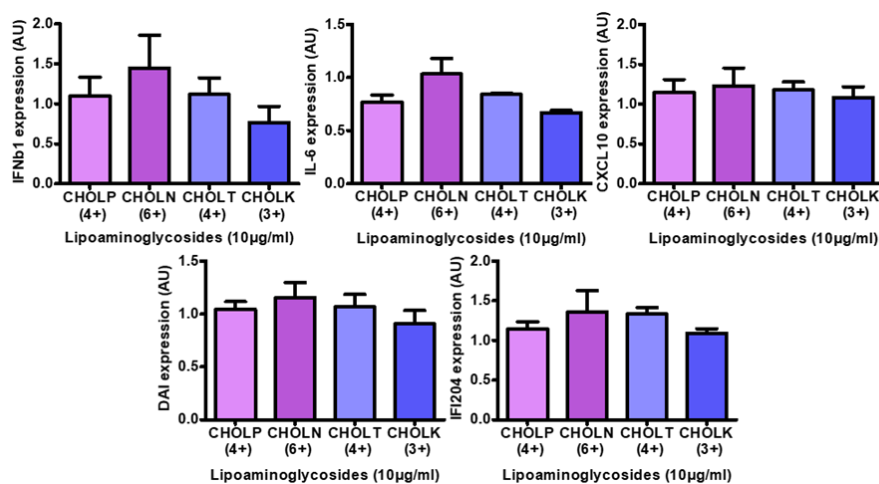 IFNb1 expression (AU)
2.0
1.5
1.0
0.5
0.0
CHOLP CHOLN CHOLT CHOLK
(4+) (6+) (4+) (3+)
Lipoaminoglycosides (10µg/ml)
IL-6 expression (AU)
1.5
1.0
0.5
0.0
CHOLP CHOLN CHOLT CHOLK
(4+) (6+) (4+) (3+)
Lipoaminoglycosides (10µg/ml)
CXCL10 expression (AU)
2.0
1.5
1.0
0.5
0.0
CHOLP CHOLN CHOLT CHOLK
(4+) (6+) (4+) (3+)
Lipoaminoglycosides (10µg/ml)
DAI expression (AU)
1.5
1.0
0.5
0.0
CHOLP CHOLN CHOLT CHOLK
(4+) (6+) (4+) (3+)
Lipoaminoglycosides (10µg/ml)
IFI204 expression (AU)
2.0
1.5
1.0
0.5
0.0
CHOLP CHOLN CHOLT CHOLK
(4+) (6+) (4+) (3+)
Lipoaminoglycosides (10µg/ml)